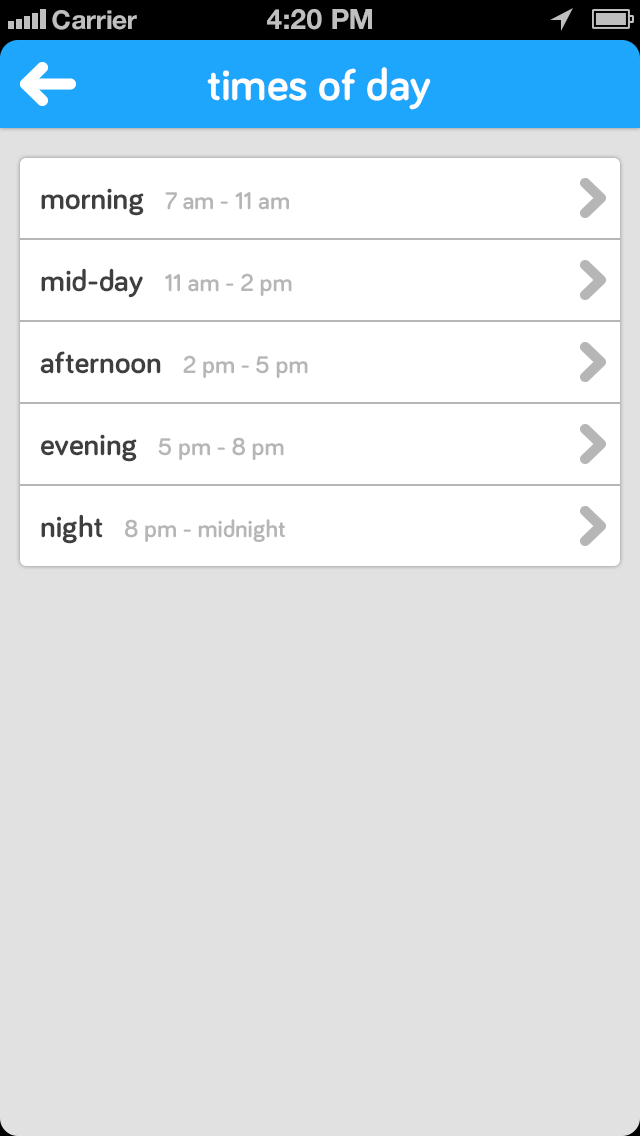 Carrier 4:20 PM
times of day
morning 7 am - 11 am
mid-day 11 am - 2 pm
afternoon 2 pm - 5 pm
evening 5 pm - 8 pm
night 8 pm - midnight